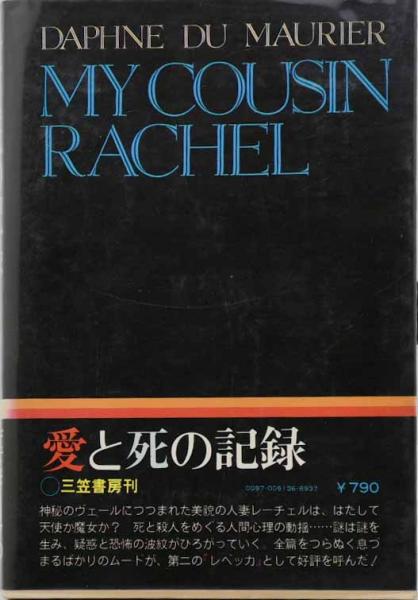 DAPHNE DU MAURIER
MY COUSIN
RACHEL
愛と死の記録
三笠書房刊
0097-009136-8937 ¥790
神秘のヴェールにつつまれた美貌の人妻レーチェルは、はたして
天使か魔女か? 死と殺人をめぐる人間心理の動揺……謎は謎を
生み、疑惑と恐怖の波紋がひろがっていく。全篇をつらぬく息づ
まるばかりのムードが、第二の“レベッカ”として好評を呼んだ!